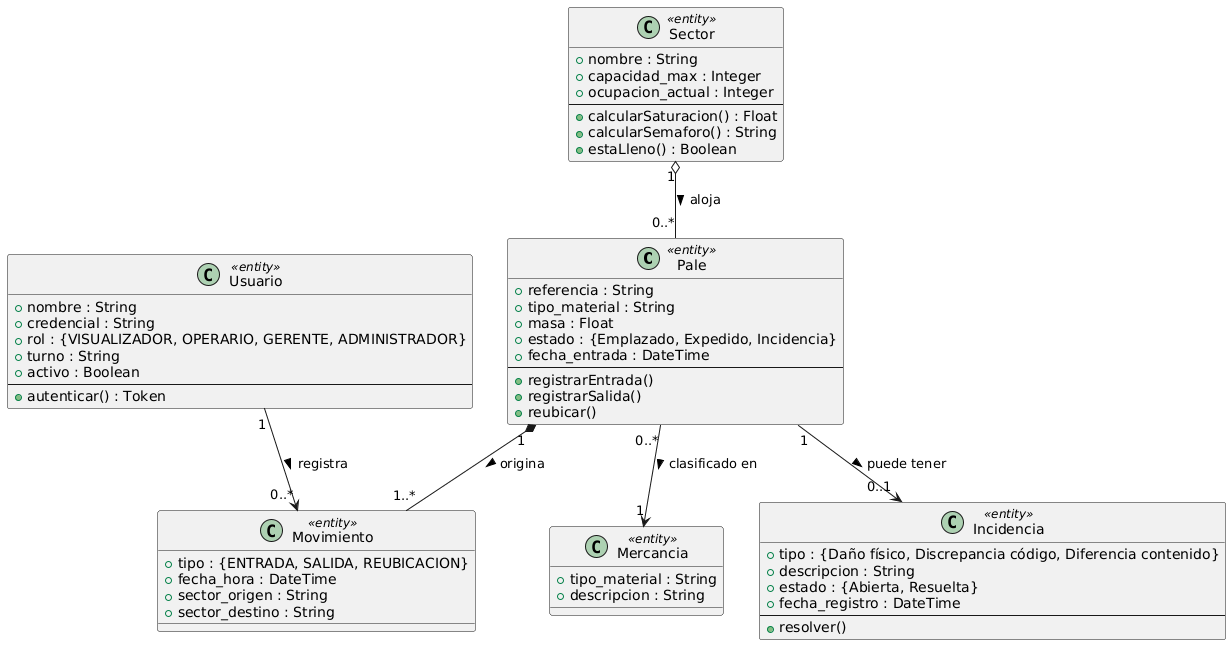 «entity»
C Sector
nombre : String
capacidad_max : Integer
ocupacion_actual : Integer
calcularSaturacion() : Float
calcularSemaforo() : String
estaLleno() : Boolean
1
aloja
0..*
«entity»
C Usuario
nombre : String
credencial : String
rol : {VISUALIZADOR, OPERARIO, GERENTE, ADMINISTRADOR}
turno : String
activo : Boolean
autenticar() : Token
«entity»
C Pale
referencia : String
tipo_material : String
masa : Float
estado : {Emplazado, Expedido, Incidencia}
fecha_entrada : DateTime
registrarEntrada()
registrarSalida()
reubicar()
1
registra
0..*
1
origina
1..*
0..*
clasificado en
1
1
puede tener
0..1
«entity»
C Movimiento
tipo : {ENTRADA, SALIDA, REUBICACION}
fecha_hora : DateTime
sector_origen : String
sector_destino : String
«entity»
C Mercancia
tipo_material : String
descripcion : String
«entity»
C Incidencia
tipo : {Daño físico, Discrepancia código, Diferencia contenido}
descripcion : String
estado : {Abierta, Resuelta}
fecha_registro : DateTime
resolver()